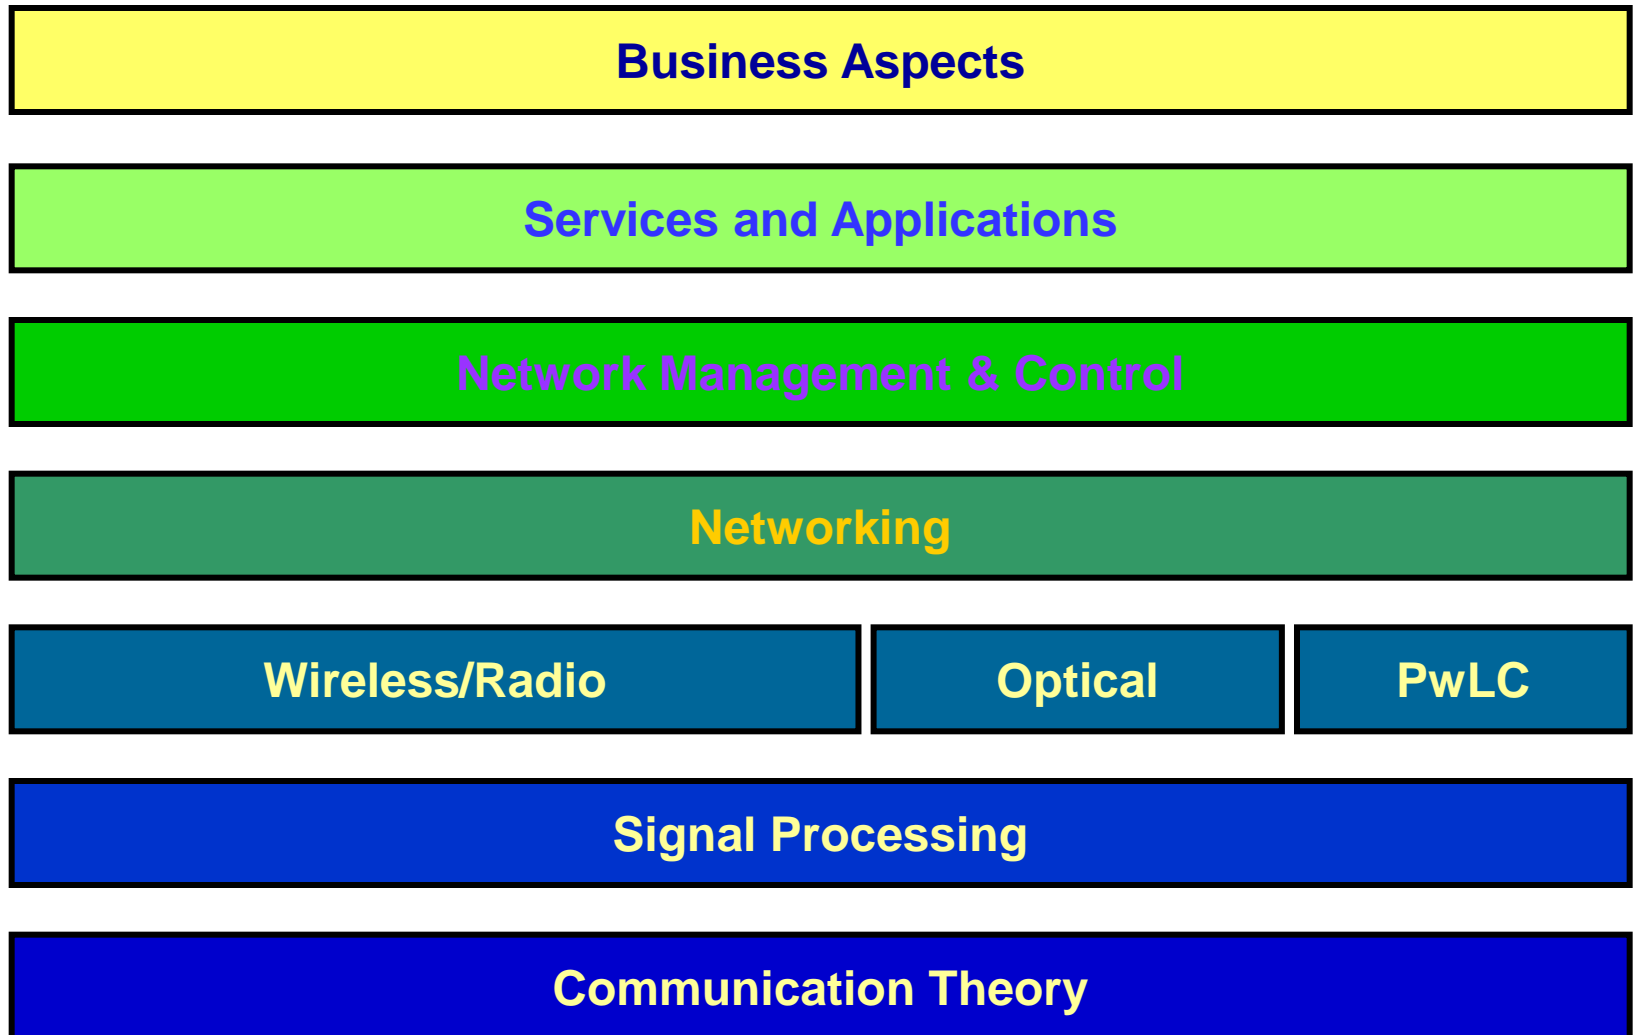 Business Aspects
Services and Applications
Network Management & Control
Networking
Wireless/Radio
Optical
PwLC
Signal Processing
Communication Theory